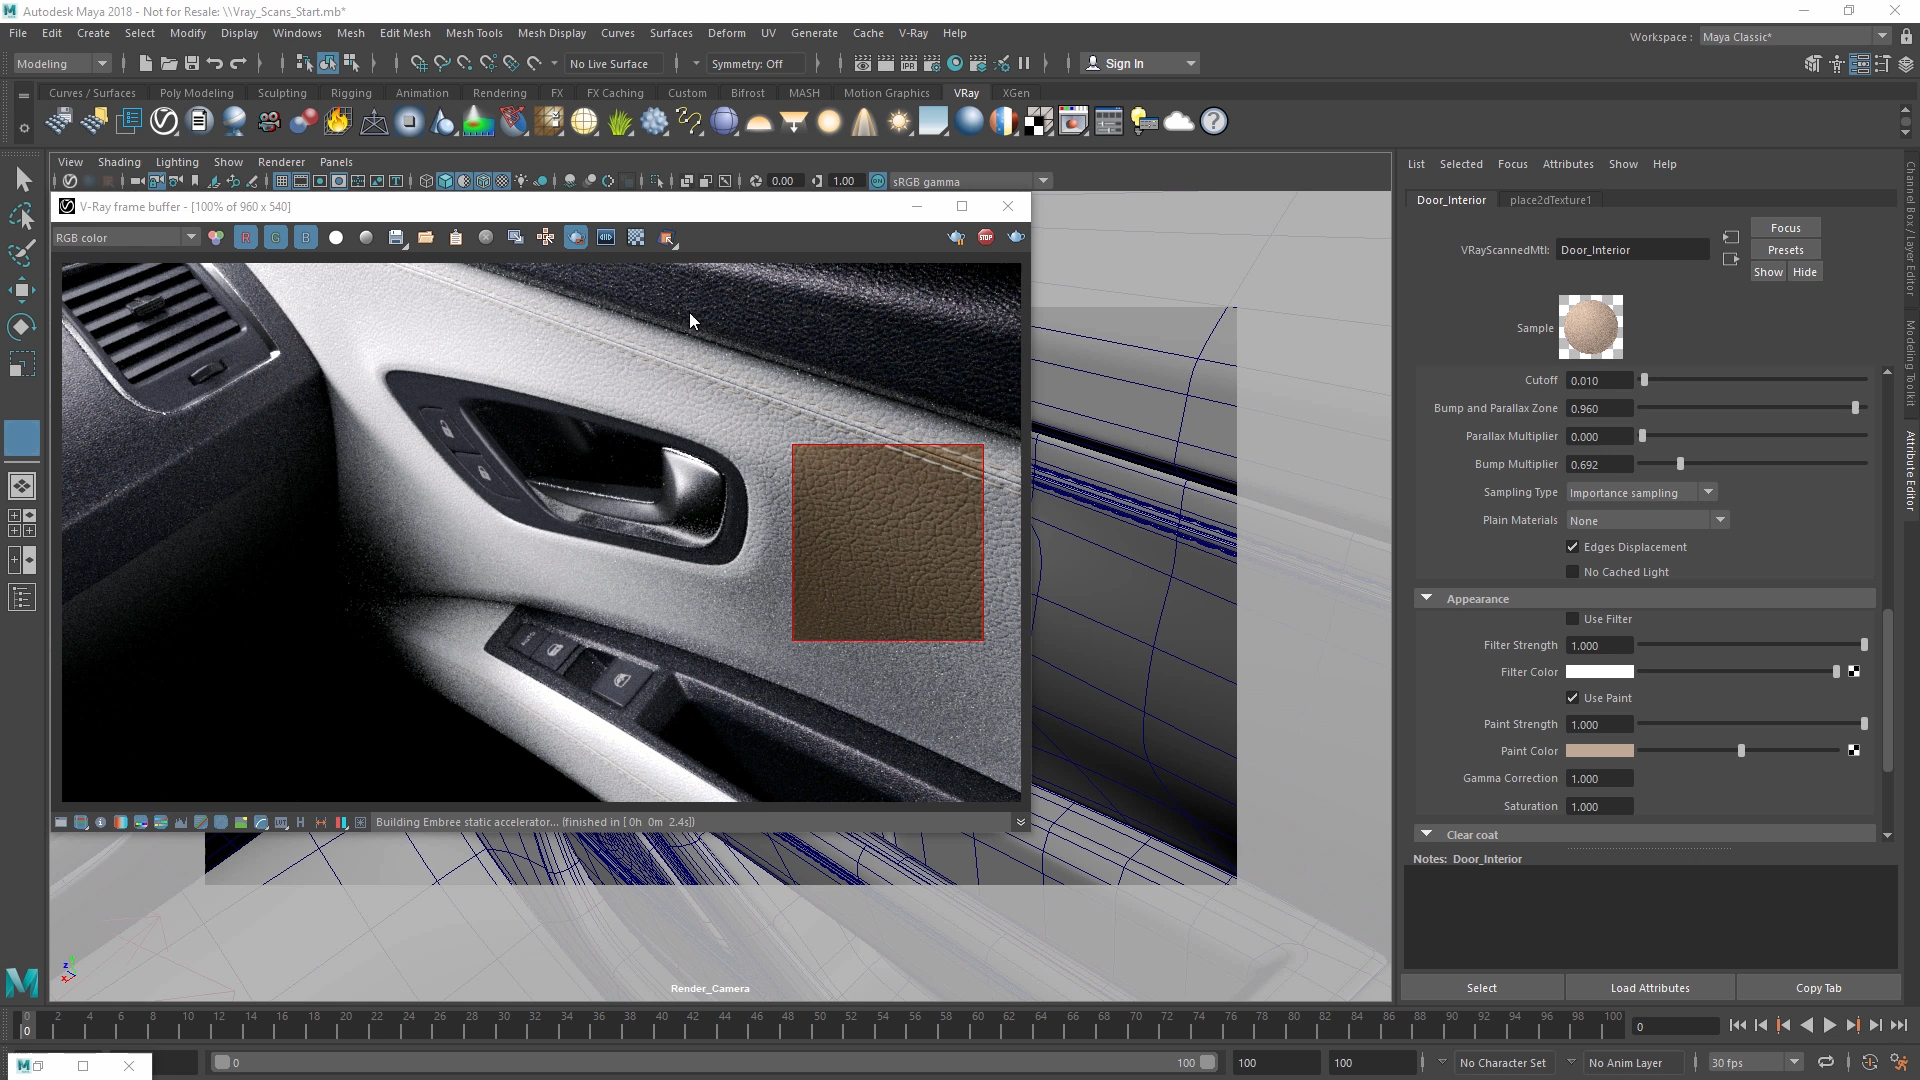 Autodesk Maya 2018 - Not for Resale: \\Vray_Scans_Start.mb*
File Edit Create Select Modify Display Windows Mesh Edit Mesh Mesh Tools Mesh Display Curves Surfaces Deform UV Generate Cache V-Ray Help
Workspace : Maya Classic*
Modeling No Live Surface Symmetry: Off Sign In
Curves / Surfaces Poly Modeling Sculpting Rigging Animation Rendering FX FX Caching Custom Bifrost MASH Motion Graphics VRay XGen
View Shading Lighting Show Renderer Panels
0.00 1.00 sRGB gamma
V-Ray frame buffer - [100% of 960 x 540]
RGB color R G B
STOP
Building Embree static accelerator... (finished in [ 0h 0m 2.4s])
Render_Camera
List Selected Focus Attributes Show Help
Door_Interior place2dTexture1
Focus
VRayScannedMtl: Door_Interior Presets
Show Hide
Sample
Cutoff 0.010
Bump and Parallax Zone 0.960
Parallax Multiplier 0.000
Bump Multiplier 0.692
Sampling Type Importance sampling
Plain Materials None
Edges Displacement
No Cached Light
Appearance
Use Filter
Filter Strength 1.000
Filter Color
Use Paint
Paint Strength 1.000
Paint Color
Gamma Correction 1.000
Saturation 1.000
Clear coat
Notes: Door_Interior
Select Load Attributes Copy Tab
Channel Box / Layer Editor
Modeling Toolkit
Attribute Editor
0 2 4 6 8 10 12 14 16 18 20 22 24 26 28 30 32 34 36 38 40 42 44 46 48 50 52 54 56 58 60 62 64 66 68 70 72 74 76 78 80 82 84 86 88 90 92 94 96 98 100
0 0
0 100 100 100 No Character Set No Anim Layer 30 fps